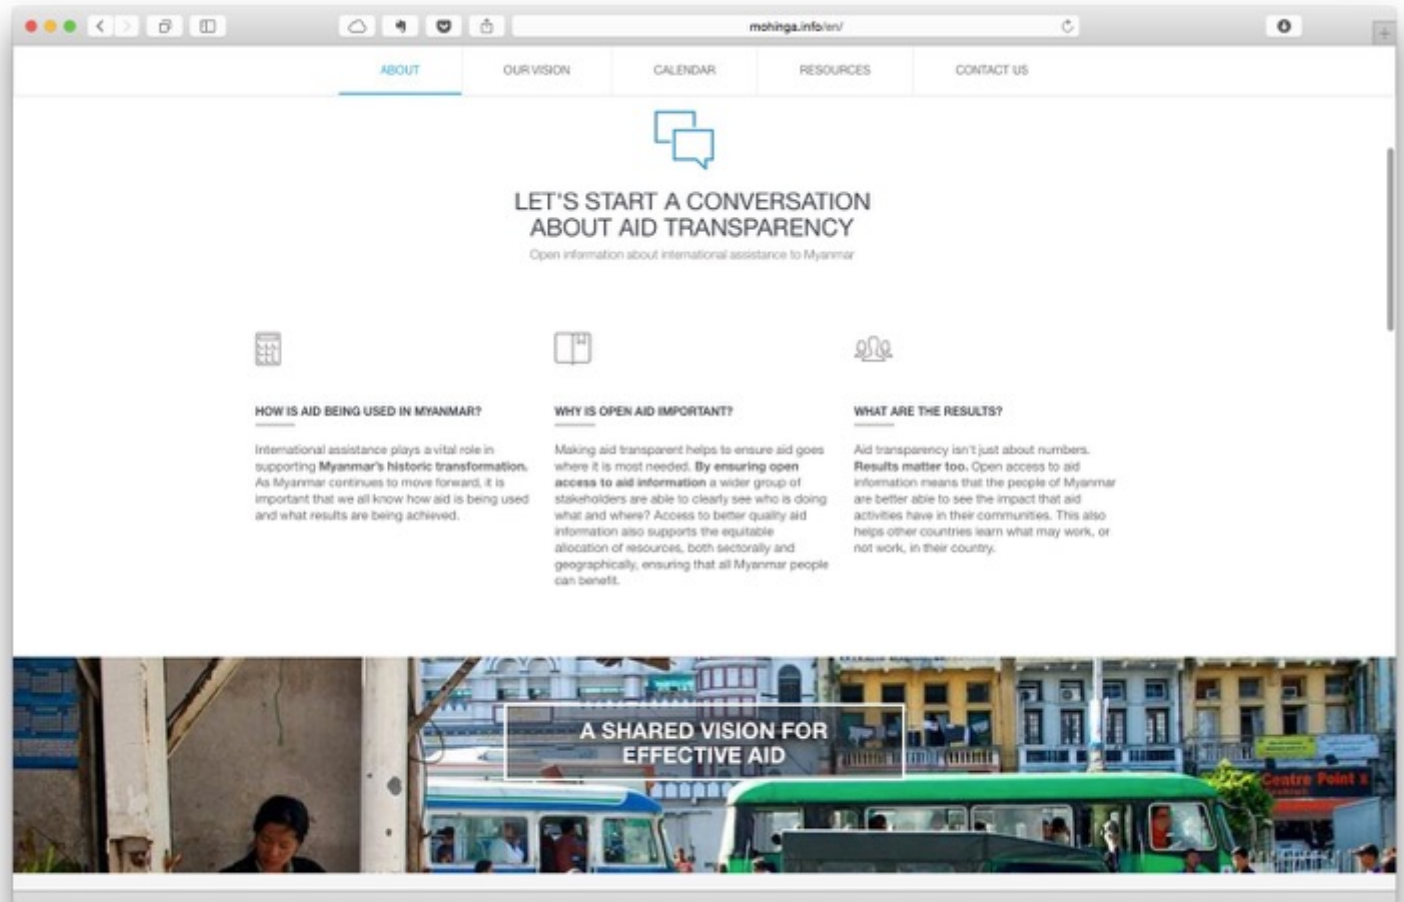 mohinga.info/en/
ABOUT
OUR VISION
CALENDAR
RESOURCES
CONTACT US
LET'S START A CONVERSATION
ABOUT AID TRANSPARENCY
Open information about international assistance to Myanmar
HOW IS AID BEING USED IN MYANMAR?
International assistance plays a vital role in
supporting Myanmar's historic transformation.
As Myanmar continues to move forward, it is
important that we all know how aid is being used
and what results are being achieved.
WHY IS OPEN AID IMPORTANT?
Making aid transparent helps to ensure aid goes
where it is most needed. By ensuring open
access to aid information a wider group of
stakeholders are able to clearly see who is doing
what and where? Access to better quality aid
information also supports the equitable
allocation of resources, both sectorally and
geographically, ensuring that all Myanmar people
can benefit.
WHAT ARE THE RESULTS?
Aid transparency isn't just about numbers.
Results matter too. Open access to aid
information means that the people of Myanmar
are better able to see the impact that aid
activities have in their communities. This also
helps other countries learn what may work, or
not work, in their country.
A SHARED VISION FOR
EFFECTIVE AID
Centre Point